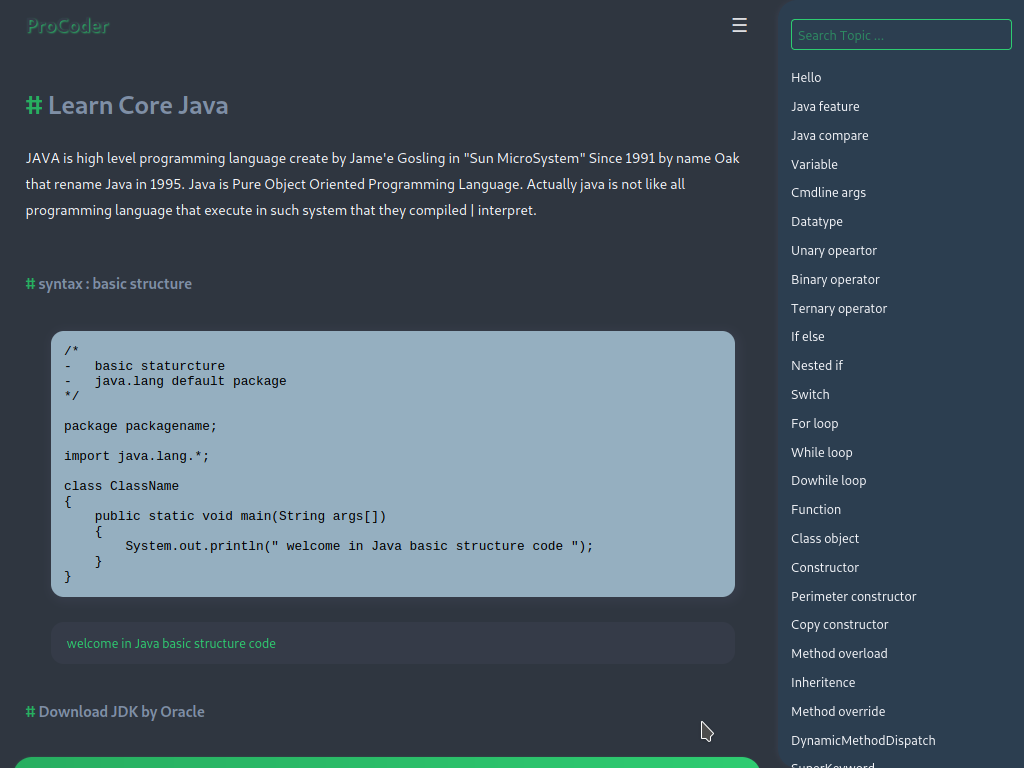 ProCoder
☰
# Learn Core Java
JAVA is high level programming language create by Jame'e Gosling in "Sun MicroSystem" Since 1991 by name Oak
that rename Java in 1995. Java is Pure Object Oriented Programming Language. Actually java is not like all
programming language that execute in such system that they compiled | interpret.
# syntax : basic structure
/*
-   basic staturcture
-   java.lang default package
*/
package packagename;
import java.lang.*;
class ClassName
{
    public static void main(String args[])
    {
        System.out.println(" welcome in Java basic structure code ");
    }
}
welcome in Java basic structure code
# Download JDK by Oracle
Search Topic ...
Hello
Java feature
Java compare
Variable
Cmdline args
Datatype
Unary opeartor
Binary operator
Ternary operator
If else
Nested if
Switch
For loop
While loop
Dowhile loop
Function
Class object
Constructor
Perimeter constructor
Copy constructor
Method overload
Inheritence
Method override
DynamicMethodDispatch
SuperKeyword